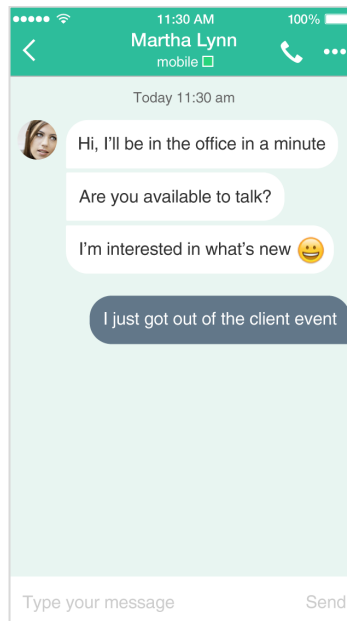 11:30 AM 100%
Martha Lynn
mobile
Today 11:30 am
Hi, I'll be in the office in a minute
Are you available to talk?
I'm interested in what's new 😀
I just got out of the client event
Type your message Send